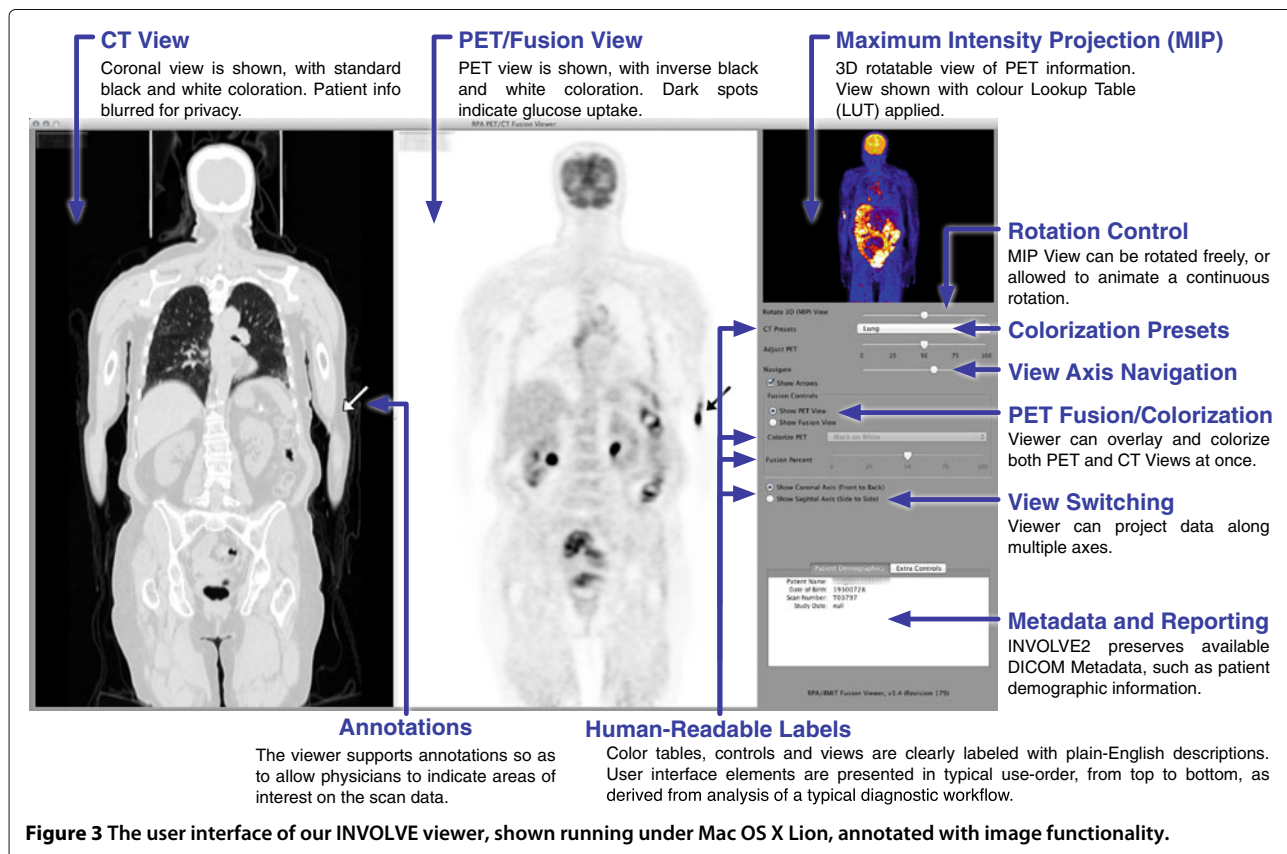 CT View
Coronal view is shown, with standard
black and white coloration. Patient info
blurred for privacy.
PET/Fusion View
PET view is shown, with inverse black
and white coloration. Dark spots
indicate glucose uptake.
Maximum Intensity Projection (MIP)
3D rotatable view of PET information.
View shown with colour Lookup Table
(LUT) applied.
RPA PET/CT Fusion Viewer
Rotation Control
MIP View can be rotated freely, or
allowed to animate a continuous
rotation.
Rotate 3D (MIP) View
CT Presets
Lung
Colorization Presets
Adjust PET
0 25 50 75 100
Navigate
View Axis Navigation
Show Arrows
Fusion Controls
Show PET View
Show Fusion View
PET Fusion/Colorization
Viewer can overlay and colorize
both PET and CT Views at once.
Colorize PET
Black on White
Fusion Percent
0 25 50 75 100
Show Coronal Axis (Front to Back)
Show Sagittal Axis (Side to Side)
View Switching
Viewer can project data along
multiple axes.
Patient Demographics
Extra Controls
Patient Name:
Date of Birth: 19300728
Scan Number: T03797
Study Date: null
Metadata and Reporting
INVOLVE2 preserves available
DICOM Metadata, such as patient
demographic information.
RPA/BMIT Fusion Viewer, v1.4 (Revision 179)
Annotations
The viewer supports annotations so as
to allow physicians to indicate areas of
interest on the scan data.
Human-Readable Labels
Color tables, controls and views are clearly labeled with plain-English descriptions.
User interface elements are presented in typical use-order, from top to bottom, as
derived from analysis of a typical diagnostic workflow.
Figure 3 The user interface of our INVOLVE viewer, shown running under Mac OS X Lion, annotated with image functionality.